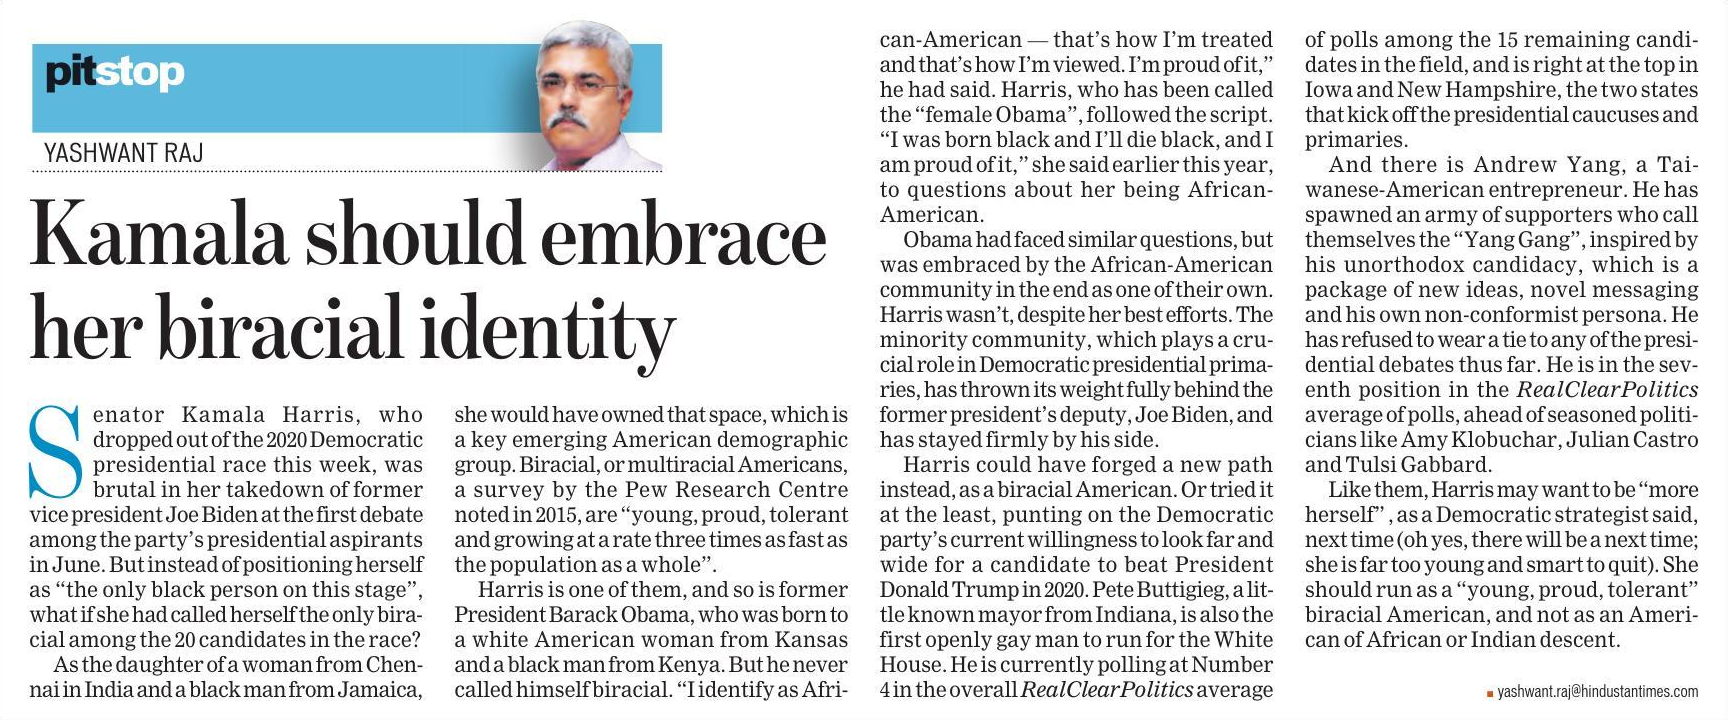 pitstop
YASHWANT RAJ
Kamala should embrace
her biracial identity
Senator Kamala Harris, who
dropped out of the 2020 Democratic
presidential race this week, was
brutal in her takedown of former
vice president Joe Biden at the first debate
among the party's presidential aspirants
in June. But instead of positioning herself
as “the only black person on this stage”,
what if she had called herself the only bira-
cial among the 20 candidates in the race?
As the daughter of a woman from Chen-
nai in India and a black man from Jamaica,
she would have owned that space, which is
a key emerging American demographic
group. Biracial, or multiracial Americans,
a survey by the Pew Research Centre
noted in 2015, are “young, proud, tolerant
and growing at a rate three times as fast as
the population as a whole”.
Harris is one of them, and so is former
President Barack Obama, who was born to
a white American woman from Kansas
and a black man from Kenya. But he never
called himself biracial. “I identify as Afri-
can-American — that's how I'm treated
and that's how I'm viewed. I'm proud of it,”
he had said. Harris, who has been called
the “female Obama”, followed the script.
“I was born black and I'll die black, and I
am proud of it,” she said earlier this year,
to questions about her being African-
American.
Obama had faced similar questions, but
was embraced by the African-American
community in the end as one of their own.
Harris wasn't, despite her best efforts. The
minority community, which plays a cru-
cial role in Democratic presidential prima-
ries, has thrown its weight fully behind the
former president's deputy, Joe Biden, and
has stayed firmly by his side.
Harris could have forged a new path
instead, as a biracial American. Or tried it
at the least, punting on the Democratic
party's current willingness to look far and
wide for a candidate to beat President
Donald Trump in 2020. Pete Buttigieg, a lit-
tle known mayor from Indiana, is also the
first openly gay man to run for the White
House. He is currently polling at Number
4 in the overall RealClearPolitics average
of polls among the 15 remaining candi-
dates in the field, and is right at the top in
Iowa and New Hampshire, the two states
that kick off the presidential caucuses and
primaries.
And there is Andrew Yang, a Tai-
wanese-American entrepreneur. He has
spawned an army of supporters who call
themselves the “Yang Gang”, inspired by
his unorthodox candidacy, which is a
package of new ideas, novel messaging
and his own non-conformist persona. He
has refused to wear a tie to any of the presi-
dential debates thus far. He is in the sev-
enth position in the RealClearPolitics
average of polls, ahead of seasoned politi-
cians like Amy Klobuchar, Julian Castro
and Tulsi Gabbard.
Like them, Harris may want to be “more
herself” , as a Democratic strategist said,
next time (oh yes, there will be a next time;
she is far too young and smart to quit). She
should run as a “young, proud, tolerant”
biracial American, and not as an Ameri-
can of African or Indian descent.
yashwant.raj@hindustantimes.com